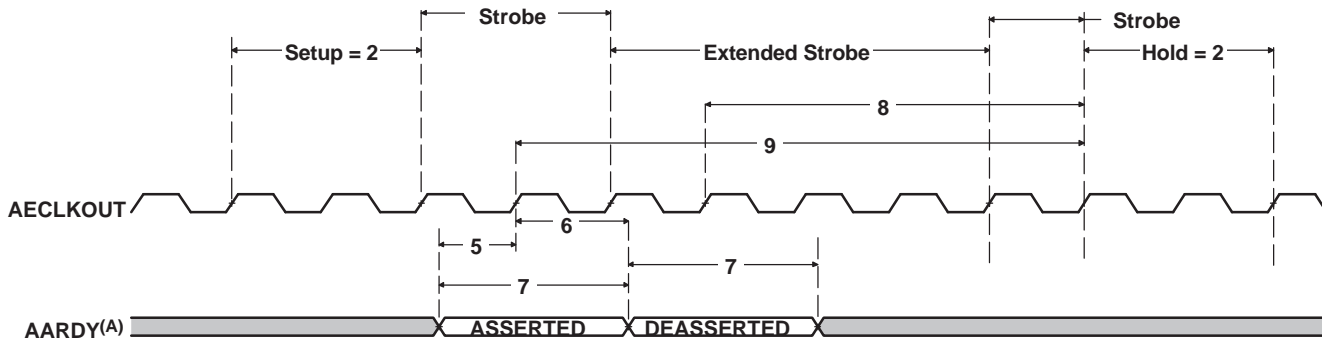 Strobe
Strobe
Setup = 2
Extended Strobe
Hold = 2
8
9
AECLKOUT
6
5
7
7
AARDY(A)
ASSERTED
DEASSERTED